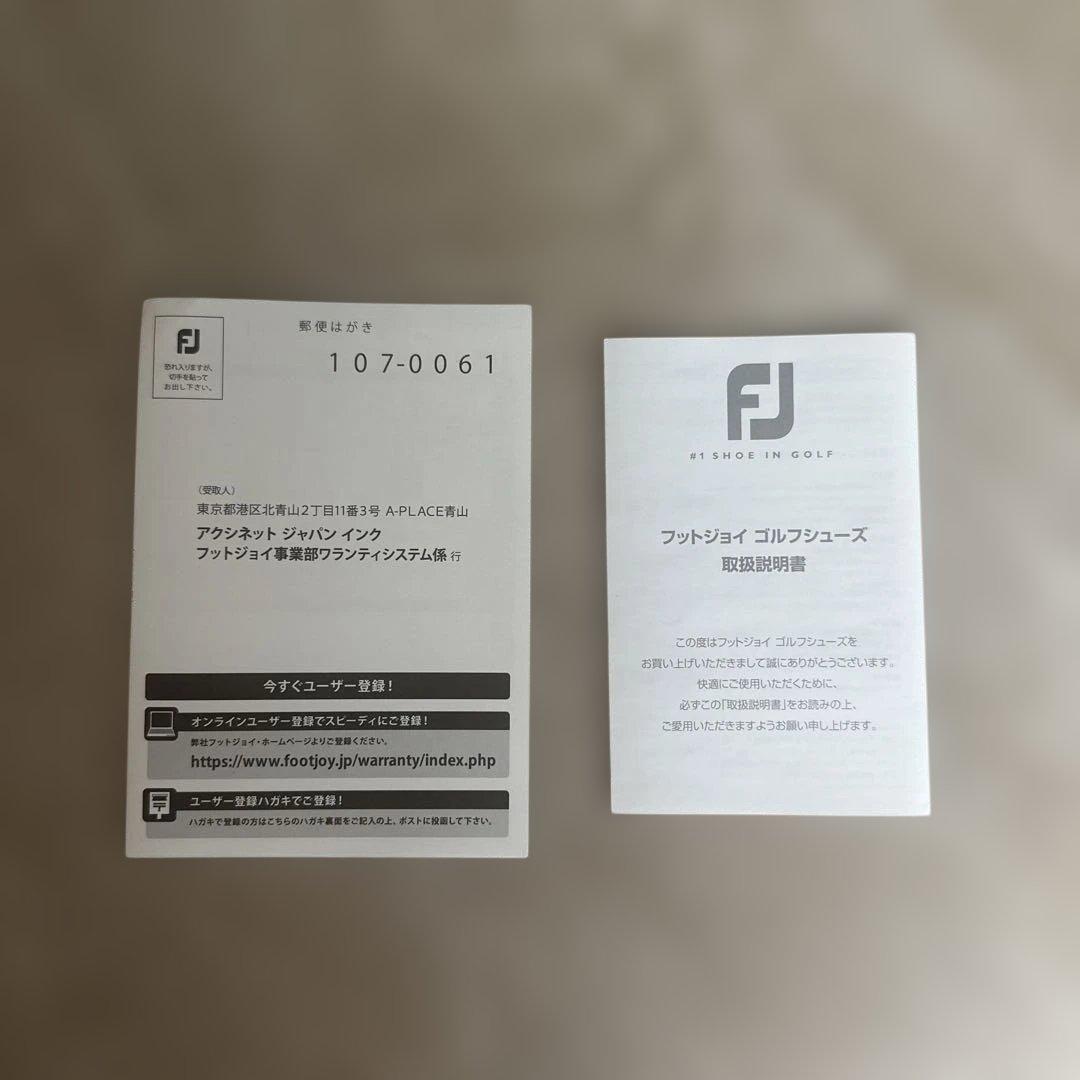 FJ
恐れ入りますが、
切手を貼って
お出し下さい。
郵便はがき
107-0061
（受取人）
東京都港区北青山2丁目11番3号 A-PLACE青山
アクシネット ジャパン インク
フットジョイ事業部ワランティシステム係 行
今すぐユーザー登録！
オンラインユーザー登録でスピーディにご登録！
弊社フットジョイ・ホームページよりご登録ください。
https://www.footjoy.jp/warranty/index.php
ユーザー登録ハガキでご登録！
ハガキで登録の方はこちらのハガキ裏面をご記入の上、ポストに投函して下さい。
FJ
#1 SHOE IN GOLF
フットジョイ ゴルフシューズ
取扱説明書
この度はフットジョイ ゴルフシューズを
お買い上げいただきまして誠にありがとうございます。
快適にご使用いただくために、
必ずこの「取扱説明書」をお読みの上、
ご愛用いただきますようお願い申し上げます。